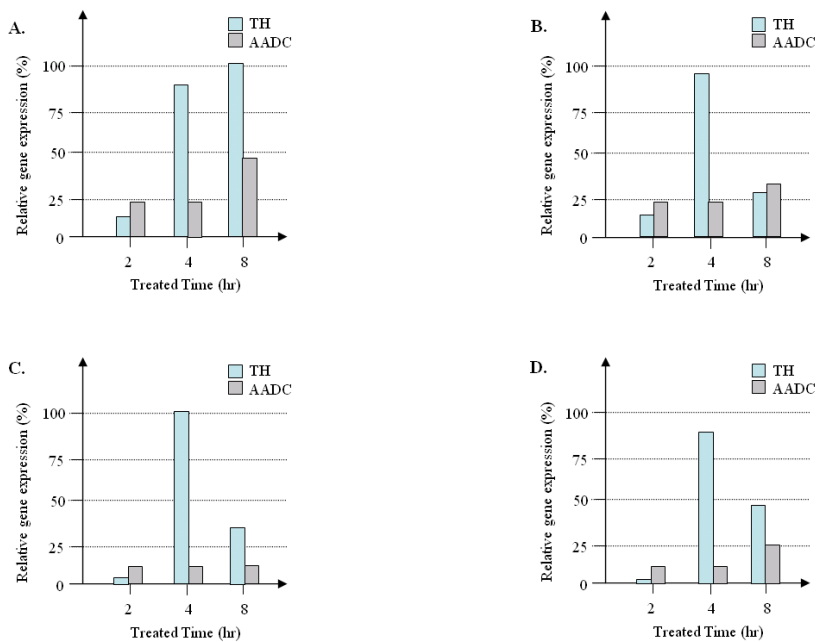 A.
TH
AADC
Relative gene expression (%)
100
75
50
25
0
2 4 8
Treated Time (hr)
B.
TH
AADC
Relative gene expression (%)
100
75
50
25
0
2 4 8
Treated Time (hr)
C.
TH
AADC
Relative gene expression (%)
100
75
50
25
0
2 4 8
Treated Time (hr)
D.
TH
AADC
Relative gene expression (%)
100
75
50
25
0
2 4 8
Treated Time (hr)